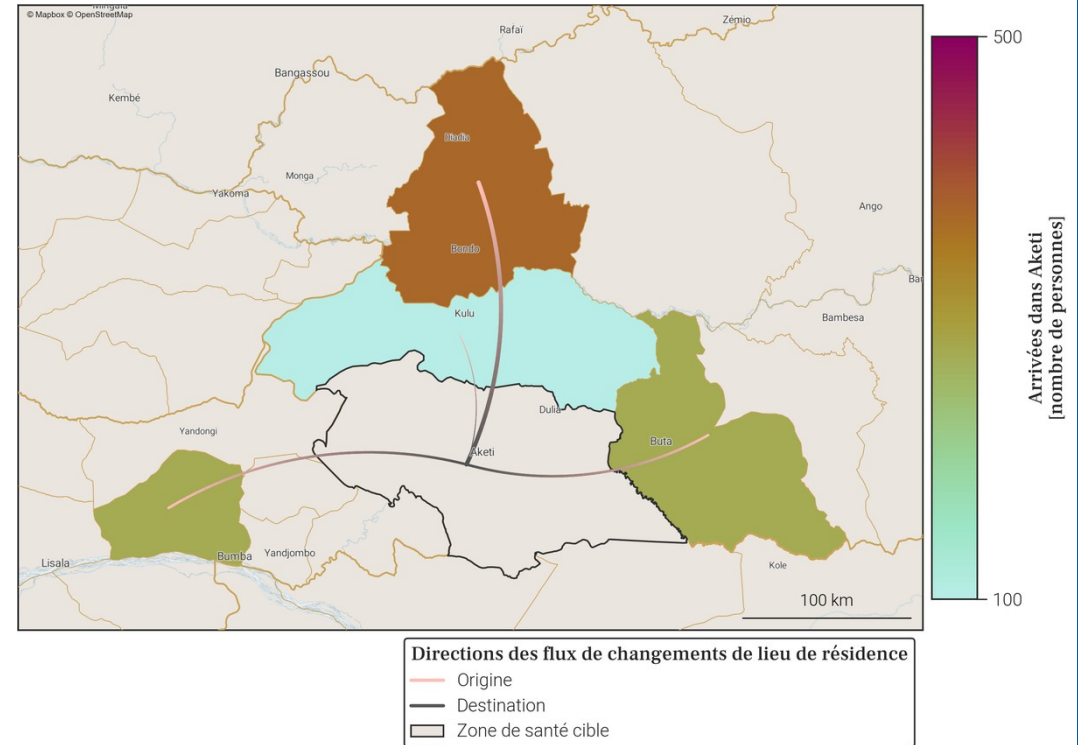 © Mapbox © OpenStreetMap
Rafaï
Zémio
Bangassou
Kembé
Diadia
Monga
Yakoma
Ango
Bondo
Kulu
Bambesa
Dulia
Yandongi
Buta
Aketi
Bumba
Yandjombo
Lisala
Kole
100 km
500
100
Arrivées dans Aketi
[nombre de personnes]
Directions des flux de changements de lieu de résidence
Origine
Destination
Zone de santé cible